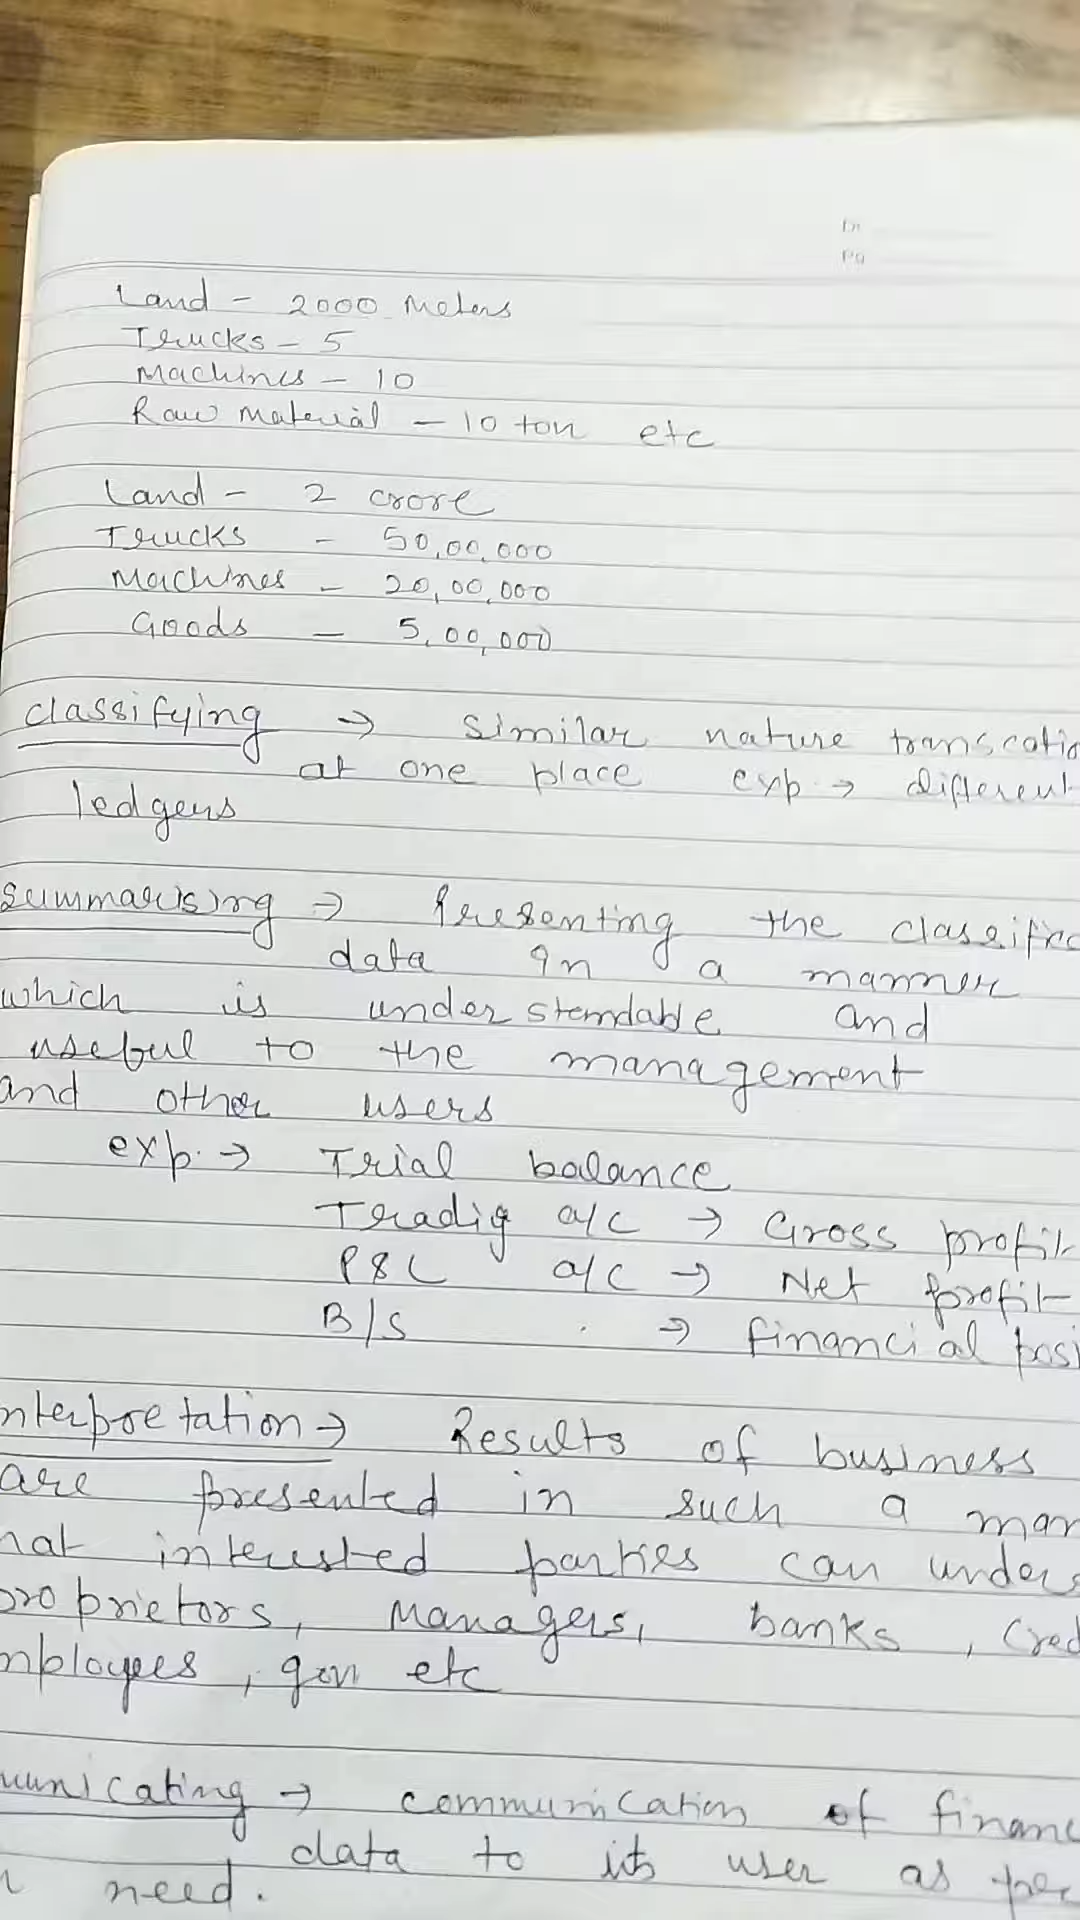 Dt
Pg
Land - 2000 Meters
Trucks - 5
Machines - 10
Raw Material - 10 ton etc
Land - 2 crore
Trucks - 50,00,000
Machines - 20,00,000
Goods - 5,00,000
classifying → Similar nature transcatio
at one place exp. → different
ledgers
summarising → Presenting the classified
data in a manner
which is understandable and
useful to the management
and other users
exp. → Trial balance
Tradig a/c → Gross profit
P&L a/c → Net profit
B/S → financial posi
nterpretation → Results of business
are presented in such a man
hat interested parties can unders
proprietors, Managers, banks, cred
mployees, gov etc
municating → communication of financ
data to its user as per
need.